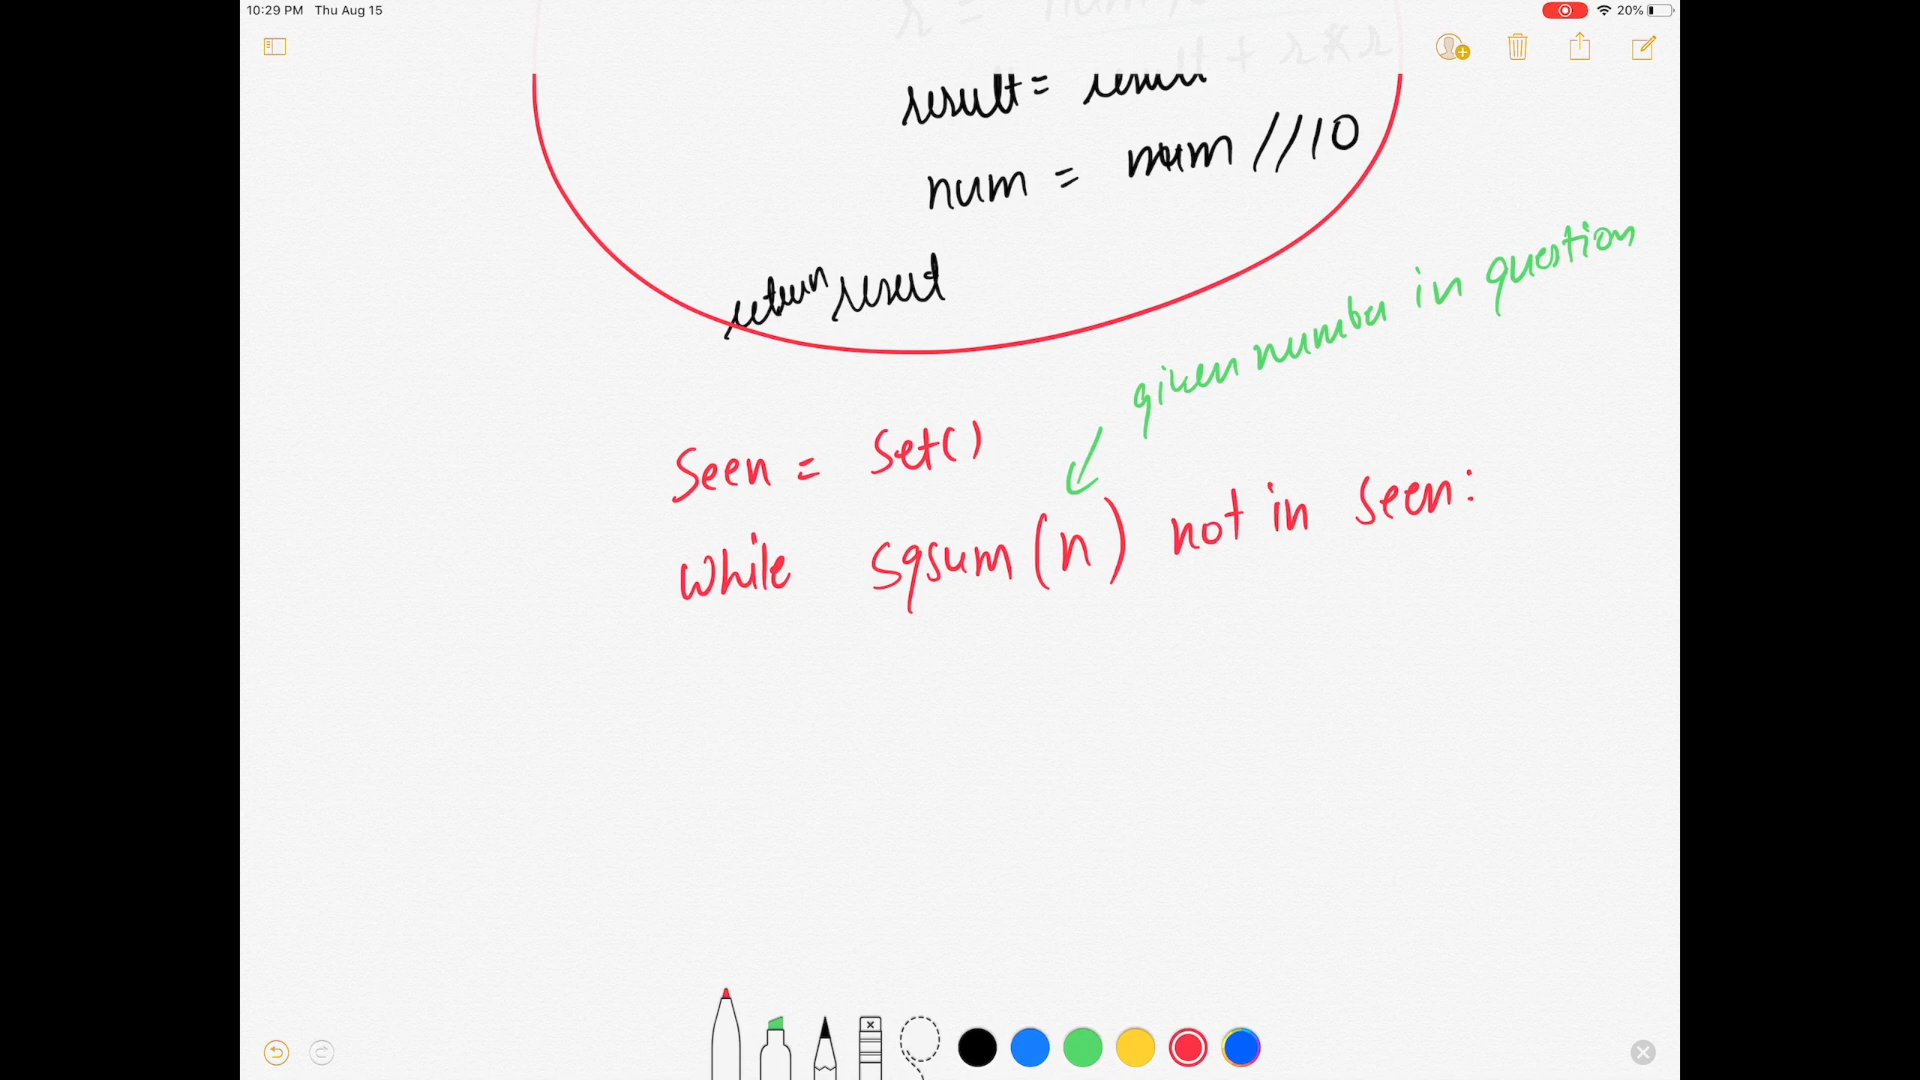 10:29 PM Thu Aug 15
20%
result = result
num = num //10
return result
given number in question
Seen = Set()
while sqsum(n) not in seen: